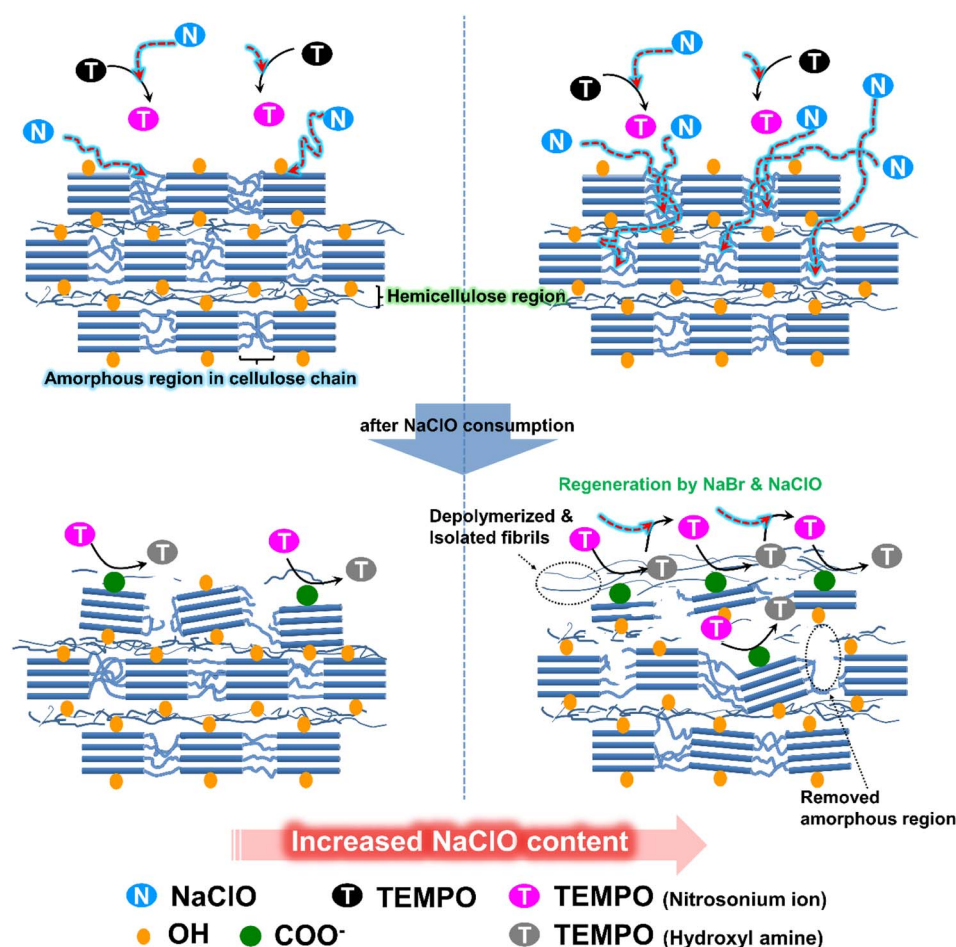 N
N
T
T
T
T
T
T
N
N
T
T
N
N
N
N
N
Hemicellulose region
Amorphous region in cellulose chain
after NaClO consumption
Regeneration by NaBr & NaClO
Depolymerized &
Isolated fibrils
T
T
T
T
T
T
T
T
T
T
T
T
Removed
amorphous region
Increased NaClO content
N NaClO
T TEMPO
T TEMPO (Nitrosonium ion)
OH
COO-
T TEMPO (Hydroxyl amine)